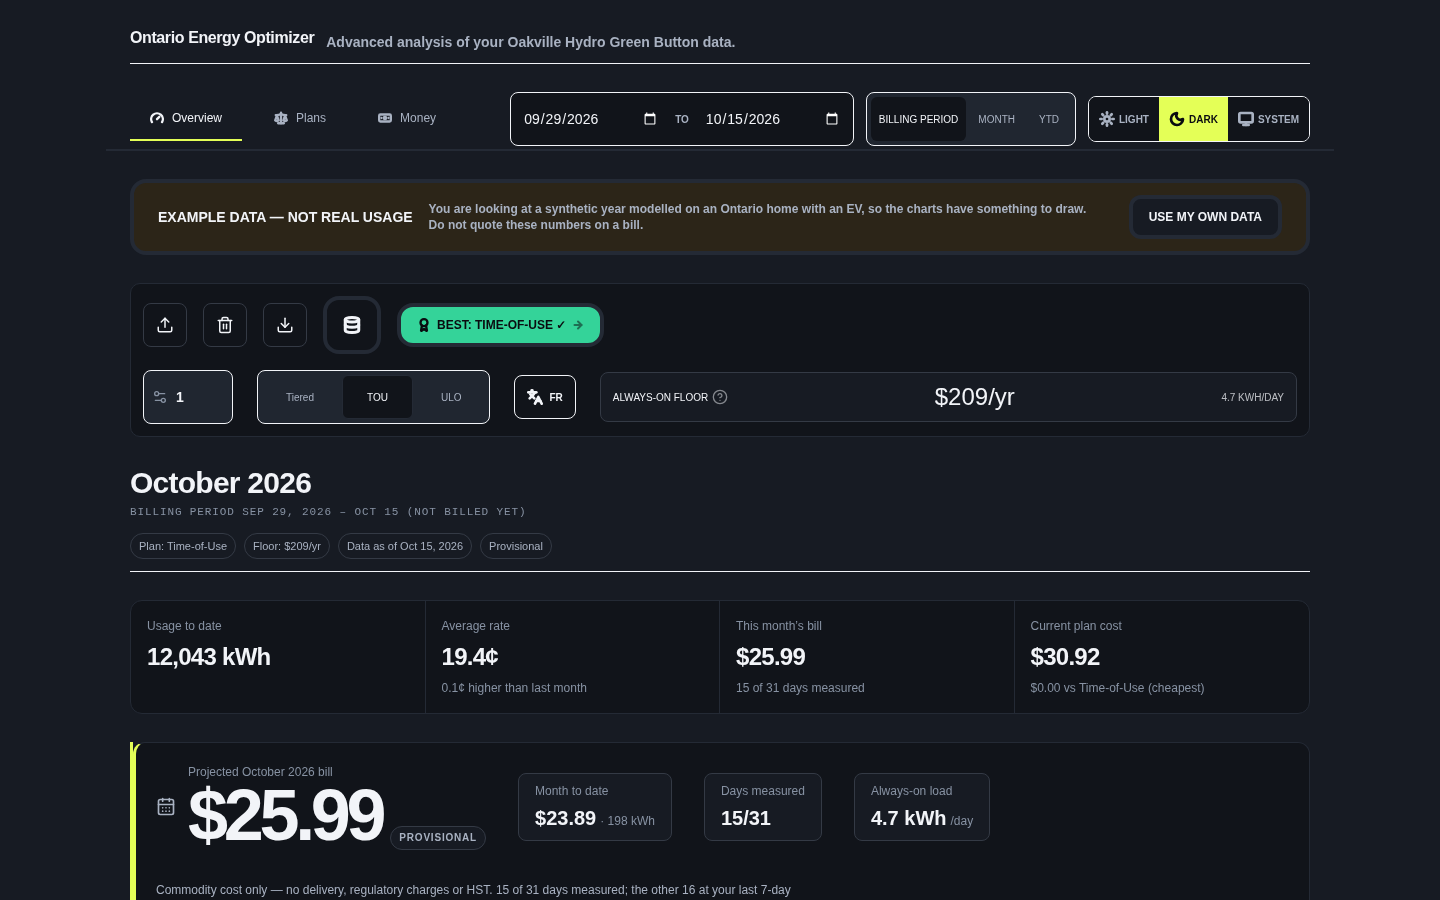 Ontario Energy Optimizer Advanced analysis of your Oakville Hydro Green Button data.
Overview Plans Money 09/29/2026 TO 10/15/2026 BILLING PERIOD MONTH YTD LIGHT DARK SYSTEM
EXAMPLE DATA — NOT REAL USAGE
You are looking at a synthetic year modelled on an Ontario home with an EV, so the charts have something to draw.
Do not quote these numbers on a bill.
USE MY OWN DATA
BEST: TIME-OF-USE ✓ →
1 Tiered TOU ULO FR ALWAYS-ON FLOOR $209/yr 4.7 KWH/DAY
October 2026
BILLING PERIOD SEP 29, 2026 – OCT 15 (NOT BILLED YET)
Plan: Time-of-Use Floor: $209/yr Data as of Oct 15, 2026 Provisional
Usage to date
12,043 kWh
Average rate
19.4¢
0.1¢ higher than last month
This month's bill
$25.99
15 of 31 days measured
Current plan cost
$30.92
$0.00 vs Time-of-Use (cheapest)
Projected October 2026 bill
$25.99 PROVISIONAL
Month to date
$23.89 · 198 kWh
Days measured
15/31
Always-on load
4.7 kWh /day
Commodity cost only — no delivery, regulatory charges or HST. 15 of 31 days measured; the other 16 at your last 7-day